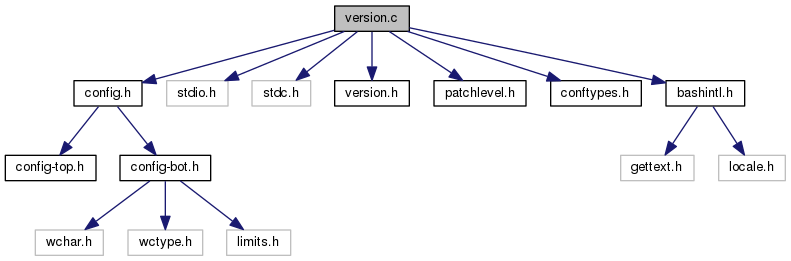 version.c
config.h
stdio.h
stdc.h
version.h
patchlevel.h
conftypes.h
bashintl.h
config-top.h
config-bot.h
gettext.h
locale.h
wchar.h
wctype.h
limits.h